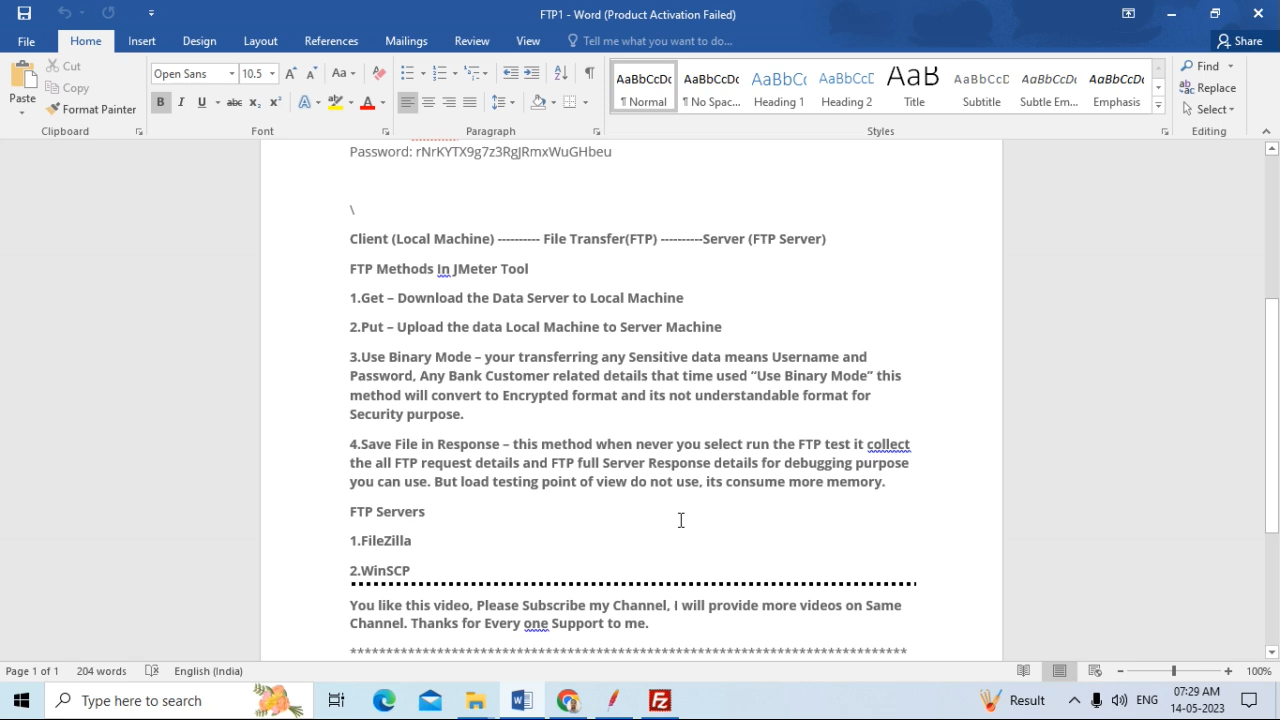 FTP1 - Word (Product Activation Failed)
File Home Insert Design Layout References Mailings Review View Tell me what you want to do... Share
Paste
Cut
Copy
Format Painter
Clipboard
Open Sans 10.5
Font
Paragraph
AaBbCcDc AaBbCcDc AaBbCc AaBbCcD AaB AaBbCcD AaBbCcDc AaBbCcDc
¶ Normal ¶ No Spac... Heading 1 Heading 2 Title Subtitle Subtle Em... Emphasis
Styles
Find
Replace
Select
Editing
Password: rNrKYTX9g7z3RgJRmxWuGHbeu
\
Client (Local Machine) ---------- File Transfer(FTP) ----------Server (FTP Server)
FTP Methods In JMeter Tool
1.Get – Download the Data Server to Local Machine
2.Put – Upload the data Local Machine to Server Machine
3.Use Binary Mode – your transferring any Sensitive data means Username and
Password, Any Bank Customer related details that time used “Use Binary Mode” this
method will convert to Encrypted format and its not understandable format for
Security purpose.
4.Save File in Response – this method when never you select run the FTP test it collect
the all FTP request details and FTP full Server Response details for debugging purpose
you can use. But load testing point of view do not use, its consume more memory.
FTP Servers
1.FileZilla
2.WinSCP
You like this video, Please Subscribe my Channel, I will provide more videos on Same
Channel. Thanks for Every one Support to me.
******************************************************************************
Page 1 of 1 204 words English (India) 100%
Type here to search
Result ENG 07:29 AM
14-05-2023